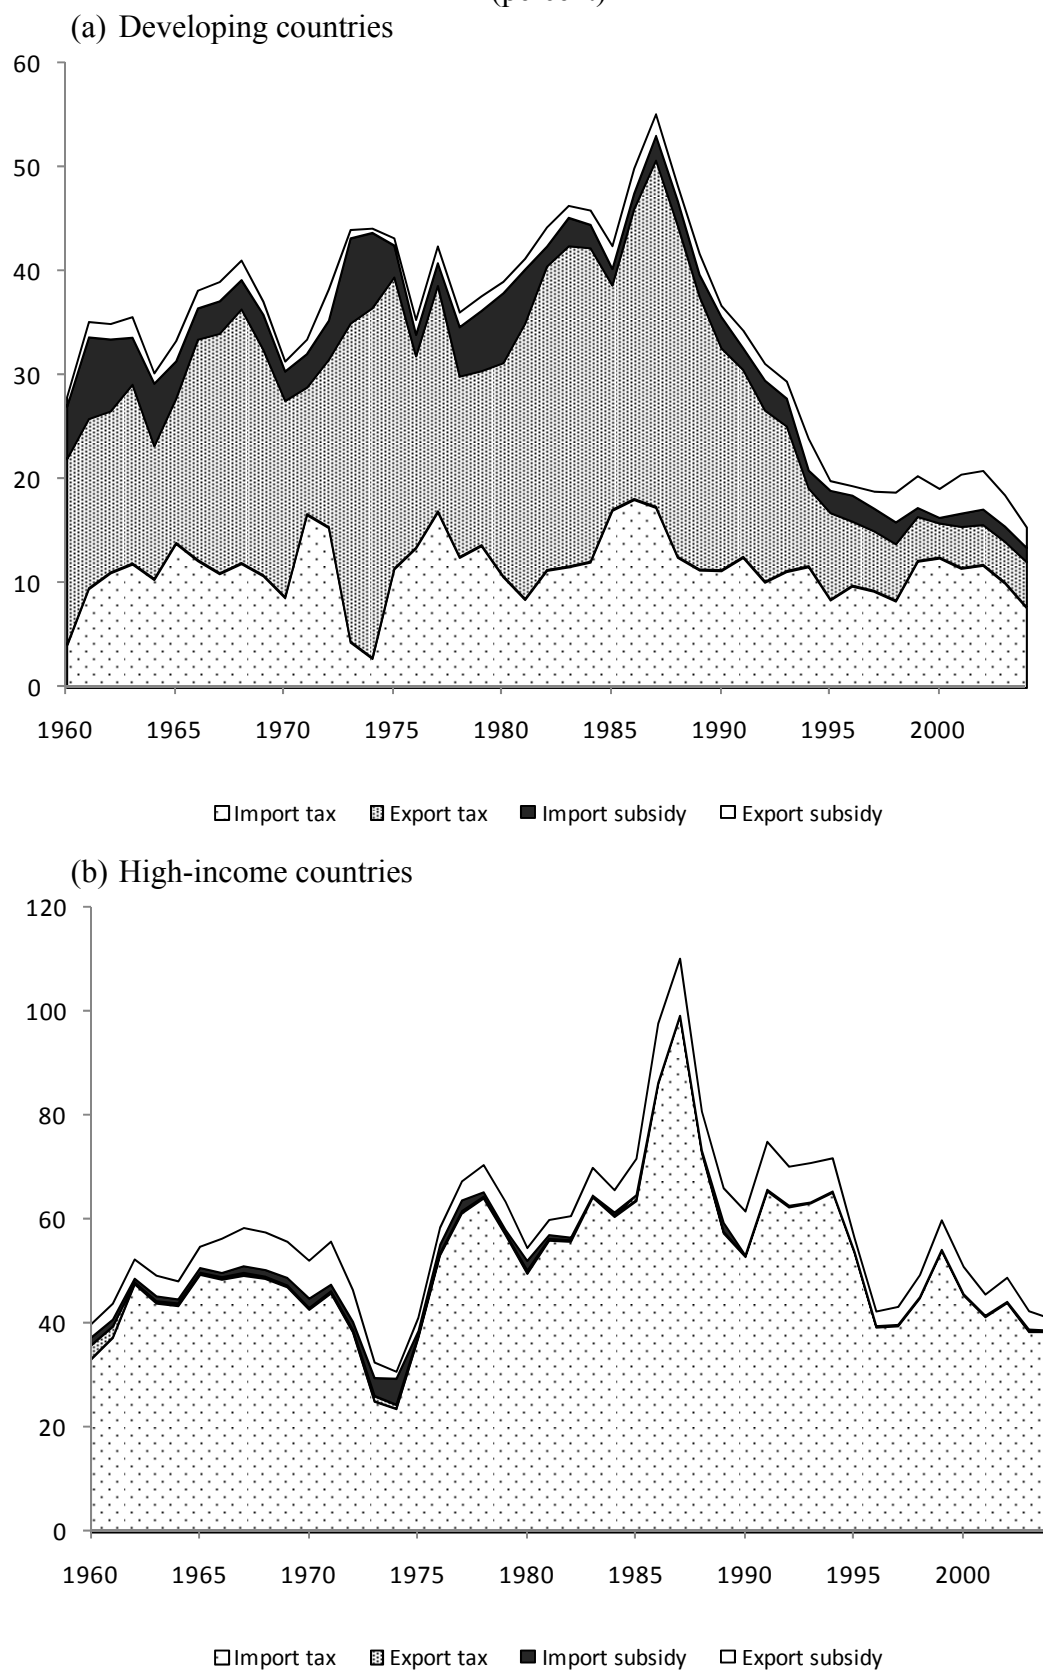 (a) Developing countries
60
50
40
30
20
10
0
1960 1965 1970 1975 1980 1985 1990 1995 2000
Import tax Export tax Import subsidy Export subsidy
(b) High-income countries
120
100
80
60
40
20
0
1960 1965 1970 1975 1980 1985 1990 1995 2000
Import tax Export tax Import subsidy Export subsidy